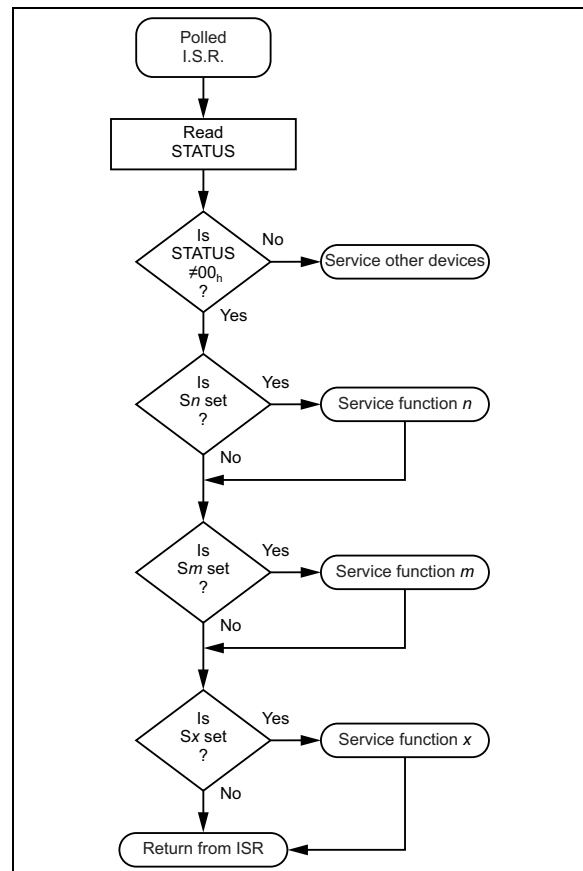 Polled
I.S.R.
Read
STATUS
Is
STATUS
≠00h
?
No
Service other devices
Yes
Is
Sn set
?
Yes
Service function n
No
Is
Sm set
?
Yes
Service function m
No
Is
Sx set
?
Yes
Service function x
No
Return from ISR